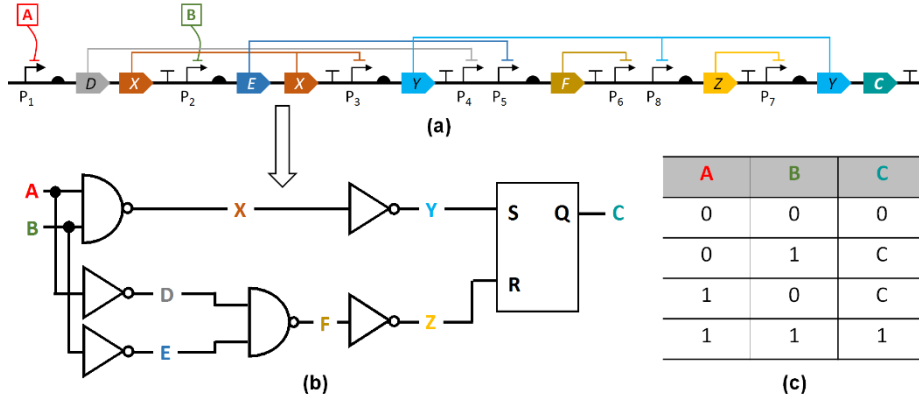 A B
D X E X Y F Z Y C
P1 P2 P3 P4 P5 P6 P8 P7
(a)
A X Y S Q C
B
R
D F Z
E
(b)
A B C
0 0 0
0 1 C
1 0 C
1 1 1
(c)